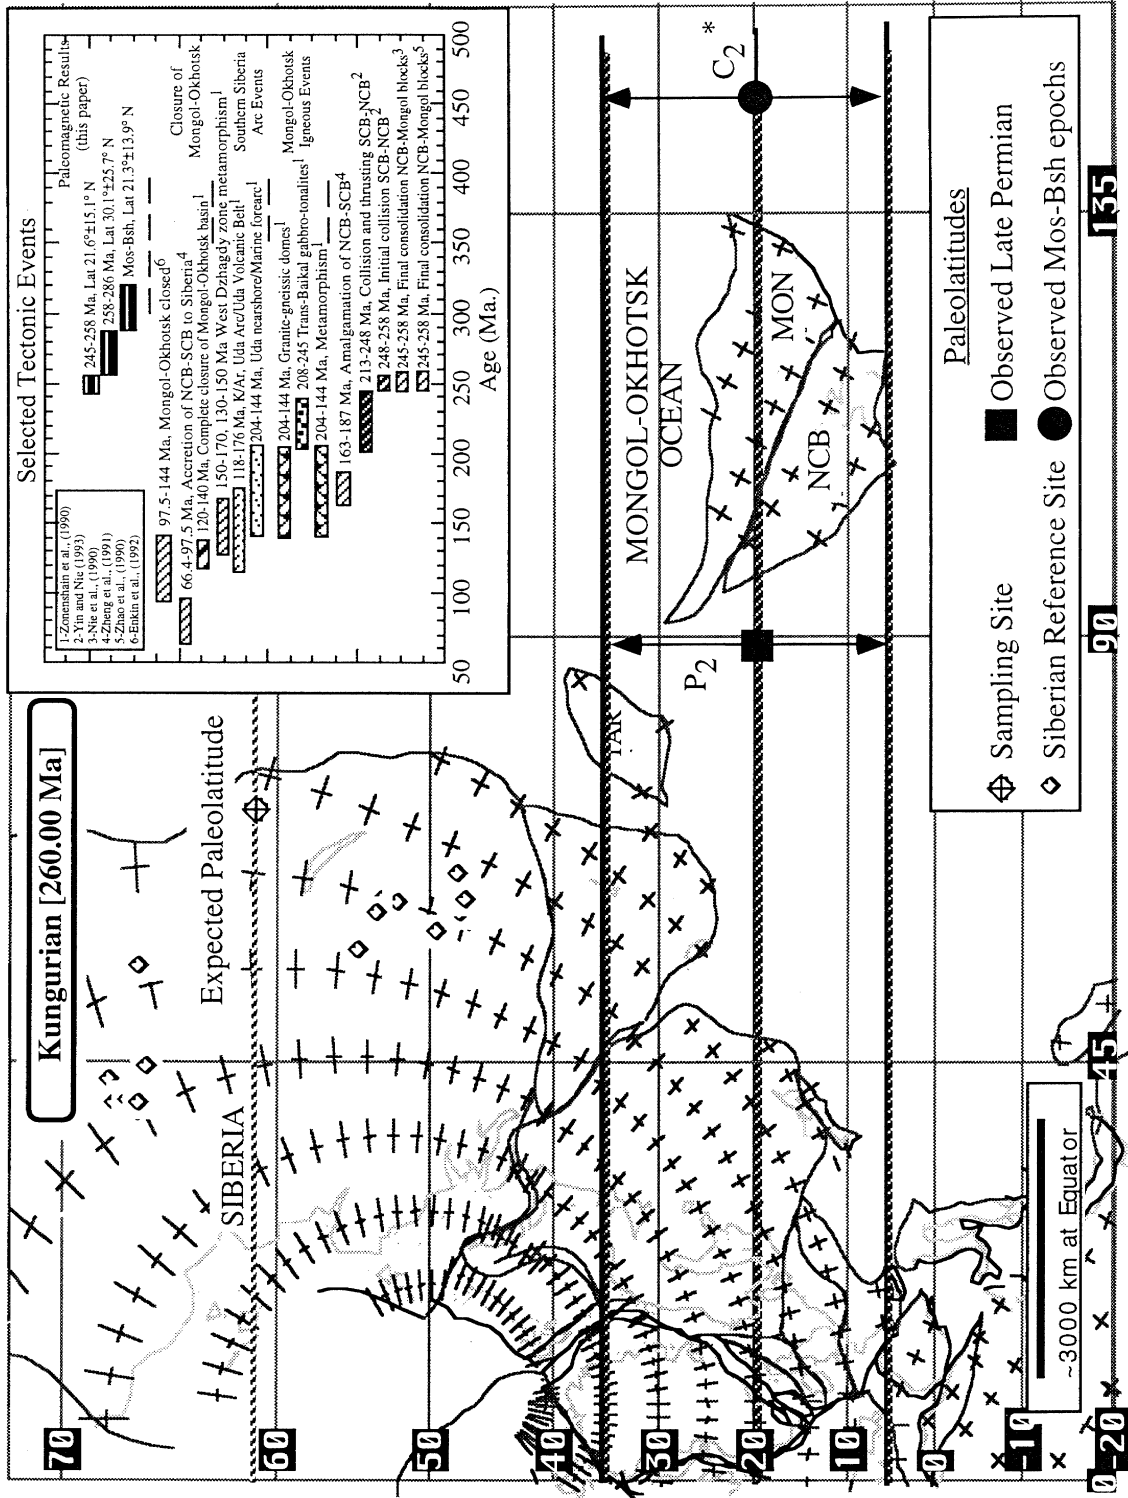 Kungurian [260.00 Ma]
Selected Tectonic Events
1-Zonenshain et al., (1990)
2-Yin and Nie (1993)
3-Nie et al., (1990)
4-Zheng et al., (1991)
5-Zhao et al., (1990)
6-Enkin et al., (1992)
Paleomagnetic Results
(this paper)
245-258 Ma, Lat 21.6°±15.1° N
258-286 Ma, Lat 30.1°±25.7° N
Mos-Bsh, Lat 21.3°±13.9° N
97.5-144 Ma, Mongol-Okhotsk closed6
66.4-97.5 Ma, Accretion of NCB-SCB to Siberia4
120-140 Ma, Complete closure of Mongol-Okhotsk basin1
150-170, 130-150 Ma West Dzhagdy zone metamorphism1
Closure of
Mongol-Okhotsk
118-176 Ma, K/Ar, Uda Arc/Uda Volcanic Belt1
204-144 Ma, Uda nearshore/Marine forearc1
Southern Siberia
Arc Events
204-144 Ma, Granite-gneissic domes1
208-245 Trans-Baikal gabbro-tonalites1
204-144 Ma, Metamorphism1
Mongol-Okhotsk
Igneous Events
163-187 Ma, Amalgamation of NCB-SCB4
213-248 Ma, Collision and thrusting SCB-NCB2
248-258 Ma, Initial collision SCB-NCB2
245-258 Ma, Final consolidation NCB-Mongol blocks3
245-258 Ma, Final consolidation NCB-Mongol blocks5
50 100 150 200 250 300 350 400 450 500
Age (Ma.)
SIBERIA
Expected Paleolatitude
TAR
MONGOL-OKHOTSK
OCEAN
MON
NCB
P2
C2 *
70
60
50
40
30
20
10
0
-10
-20
0
45
90
135
~3000 km at Equator
Paleolatitudes
Sampling Site
Observed Late Permian
Siberian Reference Site
Observed Mos-Bsh epochs